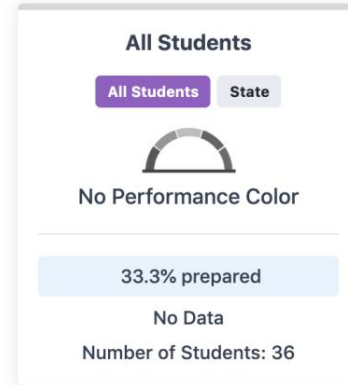 All Students
All Students State
No Performance Color
33.3% prepared
No Data
Number of Students: 36